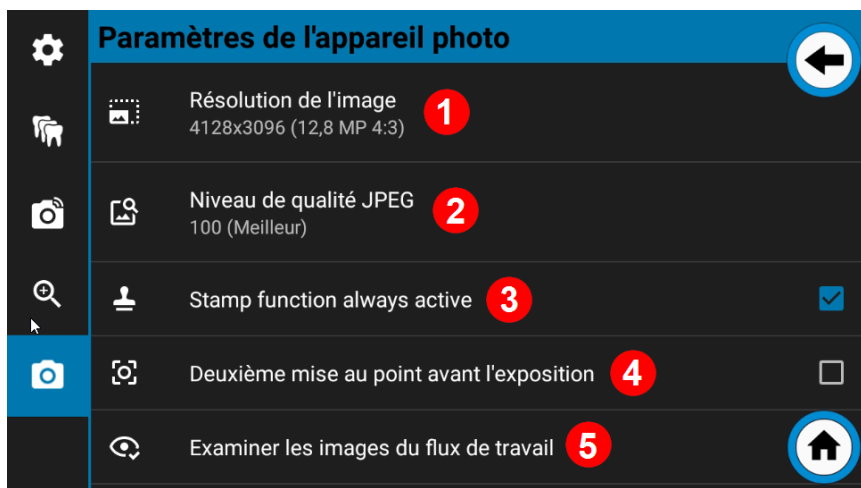 Paramètres de l'appareil photo
Résolution de l'image
4128x3096 (12,8 MP 4:3)
1
Niveau de qualité JPEG
100 (Meilleur)
2
Stamp function always active
3
Deuxième mise au point avant l'exposition
4
Examiner les images du flux de travail
5